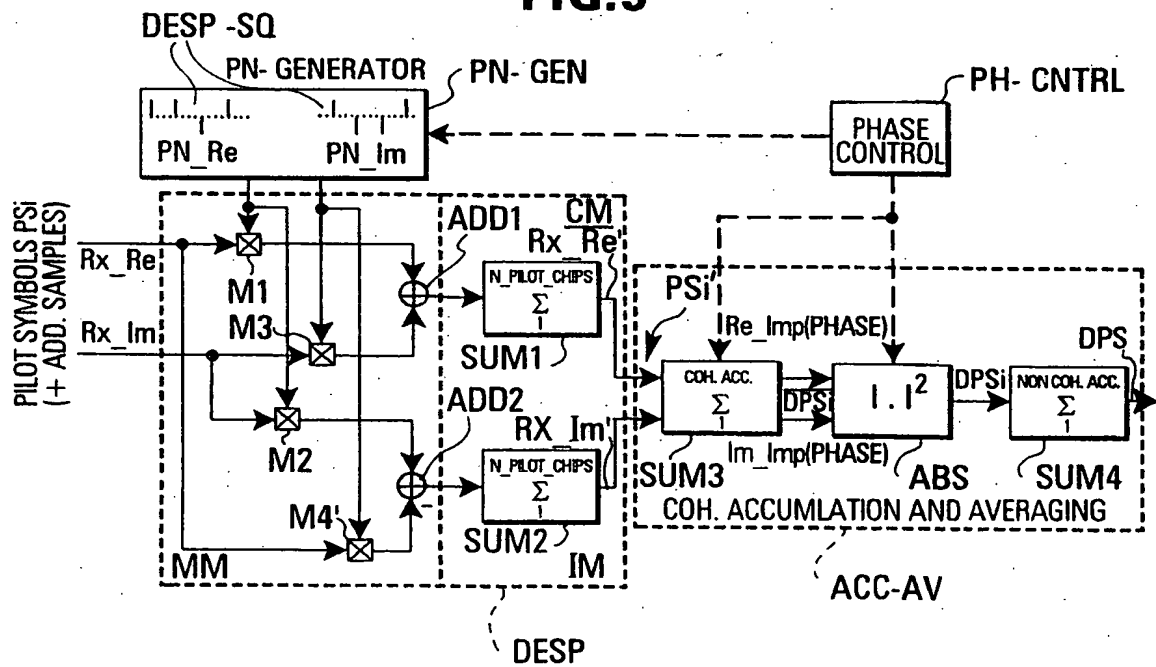 FIG.5
DESP -SQ
PN- GENERATOR
PN- GEN
PH- CNTRL
PN_Re
PN_Im
PHASE
CONTROL
PILOT SYMBOLS PSi
(+ ADD. SAMPLES)
Rx_Re
Rx_Im
M1
M3
M2
M4'
MM
ADD1
ADD2
-
CM
Rx_Re'
N_PILOT_CHIPS
Σ
1
SUM1
RX_Im'
N_PILOT_CHIPS
Σ
1
SUM2
IM
PSi'
Re_Imp(PHASE)
COH. ACC.
Σ
1
SUM3
DPSi
Im_Imp(PHASE)
| . |²
ABS
DPSi
NON COH. ACC.
Σ
1
SUM4
DPS
COH. ACCUMLATION AND AVERAGING
ACC-AV
DESP